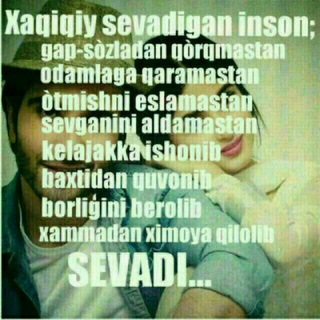 Xaqiqiy sevadigan inson;
gap-sòzladan qòrqmastan
odamlaga qaramastan
òtmishni eslamastan
sevganini aldamastan
kelajakka ishonib
baxtidan quvonib
borliģini berolib
xammadan ximoya qilolib
SEVADI...